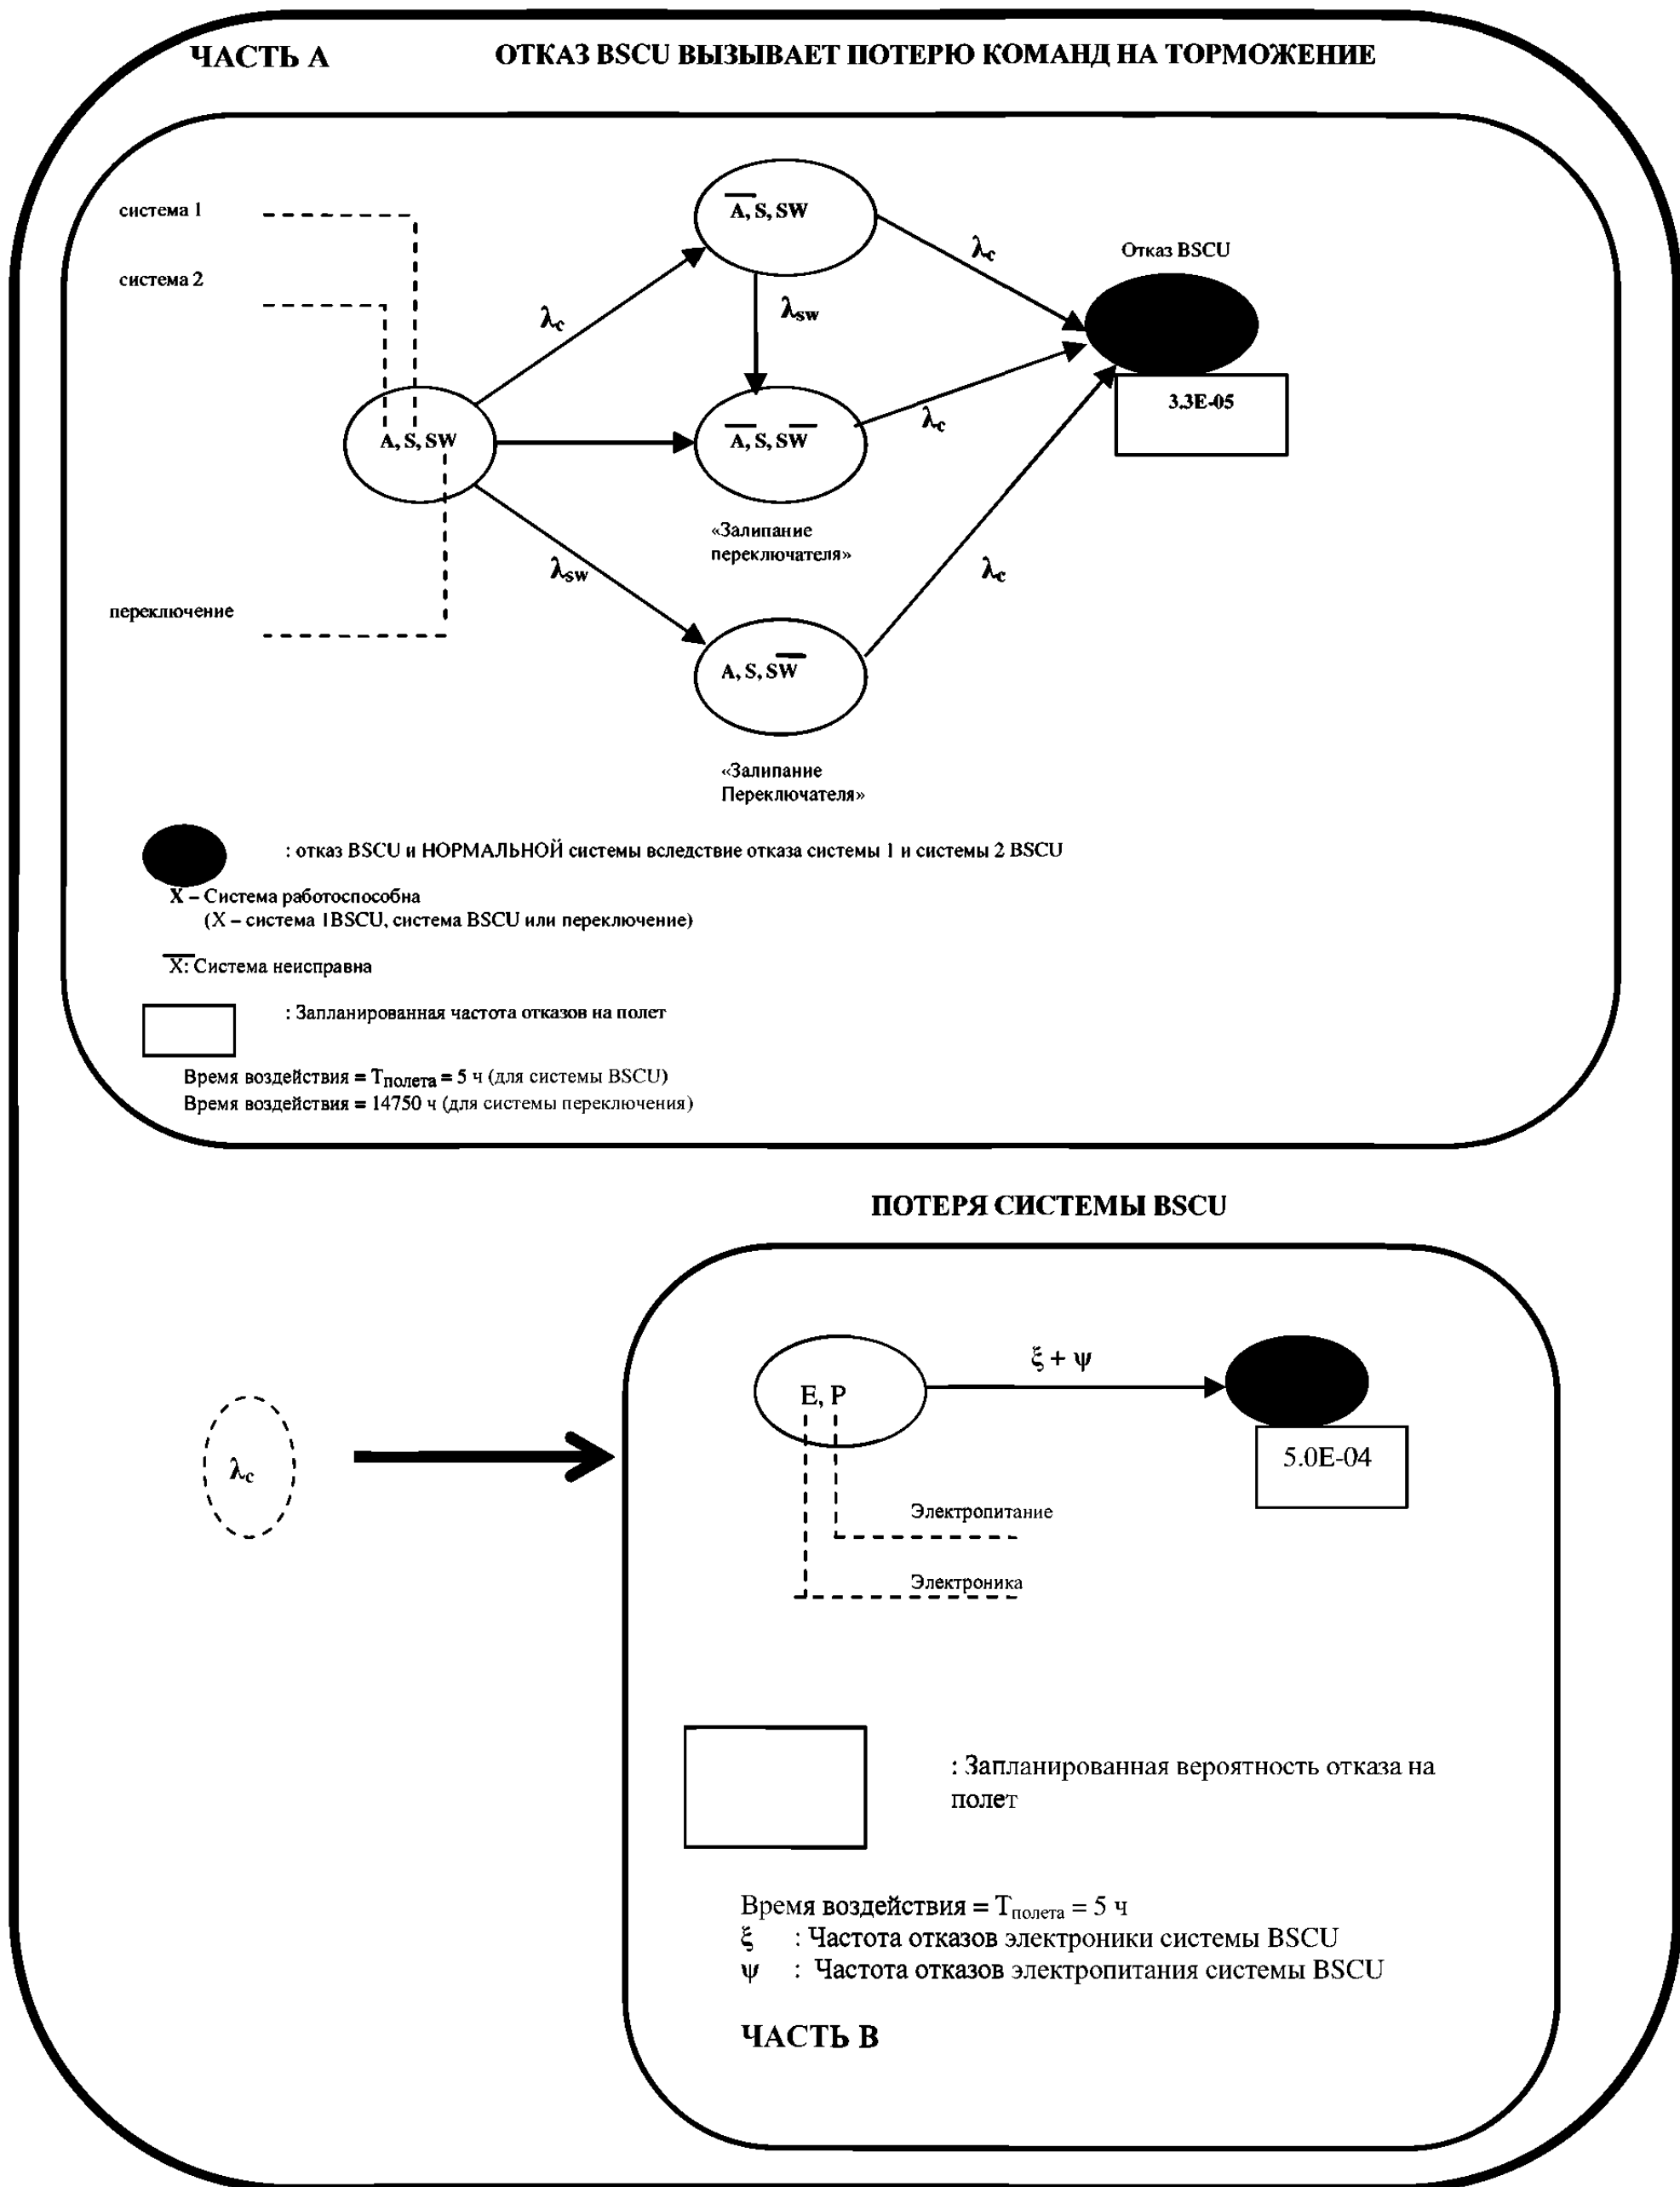 ЧАСТЬ А
ОТКАЗ BSCU ВЫЗЫВАЕТ ПОТЕРЮ КОМАНД НА ТОРМОЖЕНИЕ
система 1
система 2
A̅, S, SW
λc
Отказ BSCU
λc
λsw
3.3E-05
A, S, SW
A̅, S, SW̅
λc
«Залипание
переключателя»
λsw
λc
переключение
A, S, SW̅
«Залипание
Переключателя»
: отказ BSCU и НОРМАЛЬНОЙ системы вследствие отказа системы 1 и системы 2 BSCU
X – Система работоспособна
(X – система 1BSCU, система BSCU или переключение)
X̅: Система неисправна
: Запланированная частота отказов на полет
Время воздействия = Tполета = 5 ч (для системы BSCU)
Время воздействия = 14750 ч (для системы переключения)
ПОТЕРЯ СИСТЕМЫ BSCU
ξ + ψ
E, P
λc
5.0E-04
Электропитание
Электроника
: Запланированная вероятность отказа на
полет
Время воздействия = Tполета = 5 ч
ξ : Частота отказов электроники системы BSCU
ψ : Частота отказов электропитания системы BSCU
ЧАСТЬ В